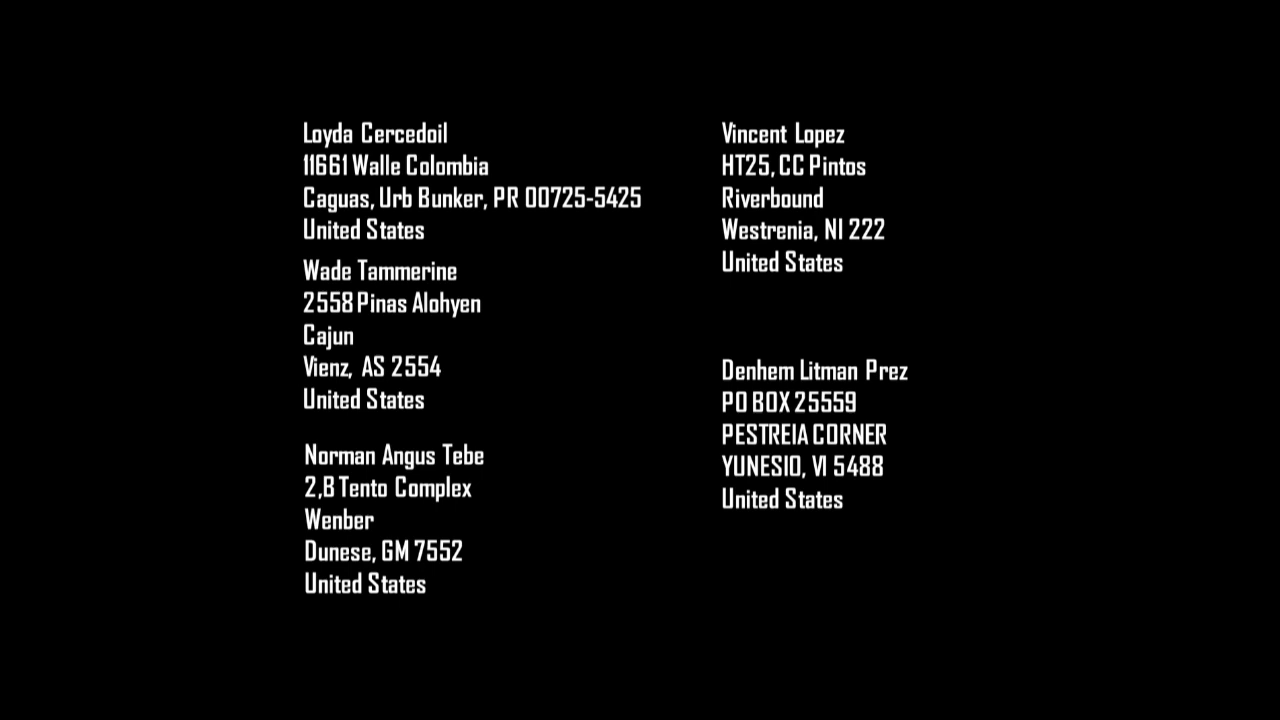 Loyda Cercedoil
11661 Walle Colombia
Caguas, Urb Bunker, PR 00725-5425
United States
Wade Tammerine
2558 Pinas Alohyen
Cajun
Vienz, AS 2554
United States
Norman Angus Tebe
2,B Tento Complex
Wenber
Dunese, GM 7552
United States
Vincent Lopez
HT25, CC Pintos
Riverbound
Westrenia, NI 222
United States
Denhem Litman Prez
PO BOX 25559
PESTREIA CORNER
YUNESIO, VI 5488
United States